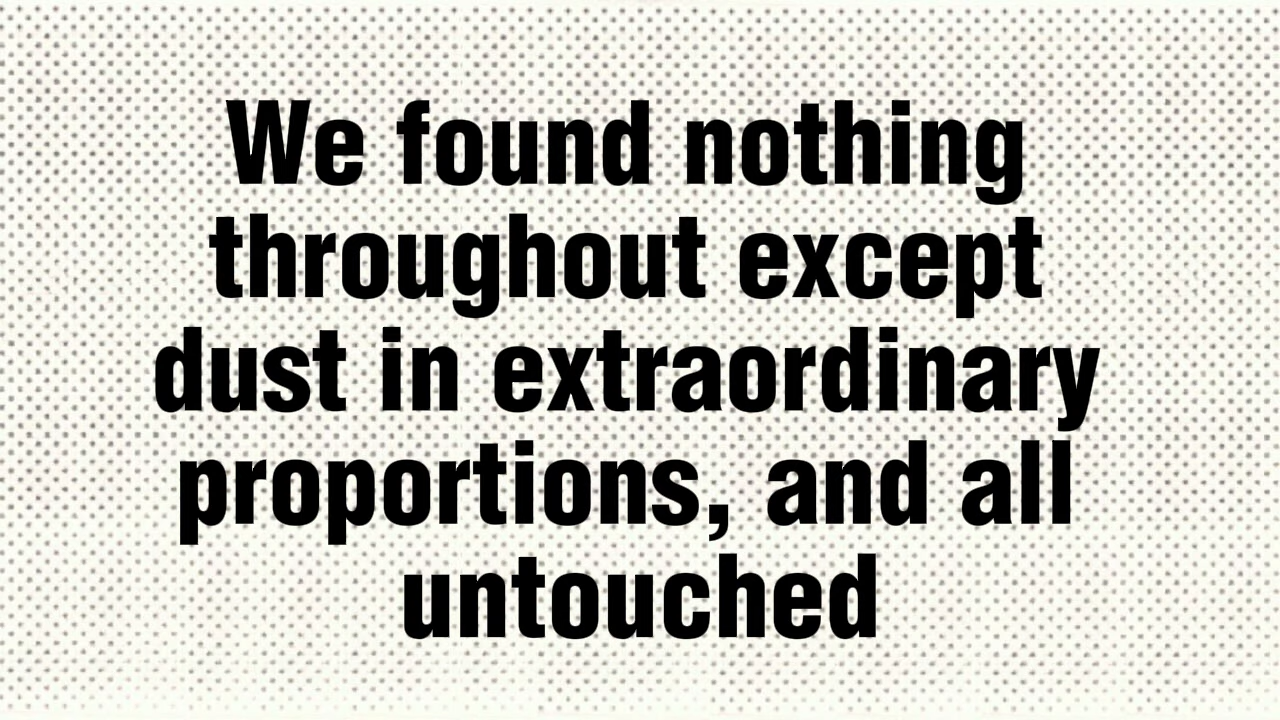 We found nothing
throughout except
dust in extraordinary
proportions, and all
untouched